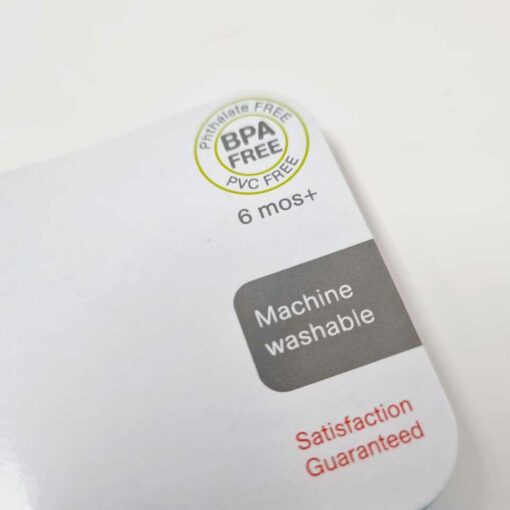 Phthalate FREE
BPA
FREE
PVC FREE
6 mos+
Machine
washable
Satisfaction
Guaranteed